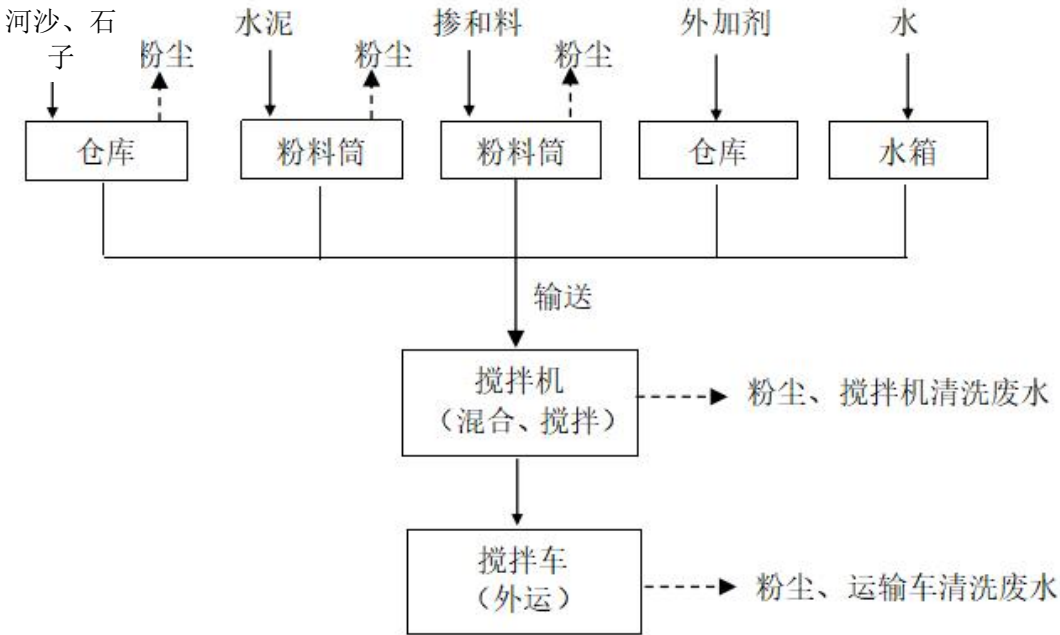 河沙、石
子
粉尘
水泥
粉尘
掺和料
粉尘
外加剂
水
仓库
粉料筒
粉料筒
仓库
水箱
输送
搅拌机
（混合、搅拌）
粉尘、搅拌机清洗废水
搅拌车
（外运）
粉尘、运输车清洗废水